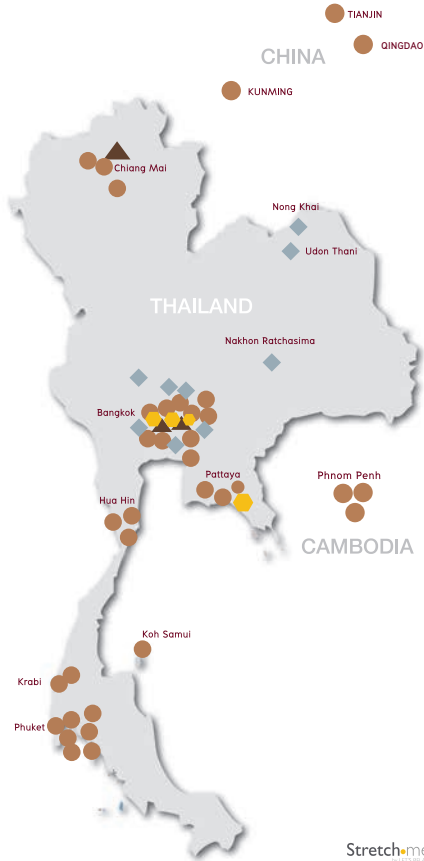 TIANJIN
QINGDAO
CHINA
KUNMING
Chiang Mai
Nong Khai
Udon Thani
THAILAND
Nakhon Ratchasima
Bangkok
Pattaya
Phnom Penh
Hua Hin
CAMBODIA
Koh Samui
Krabi
Phuket